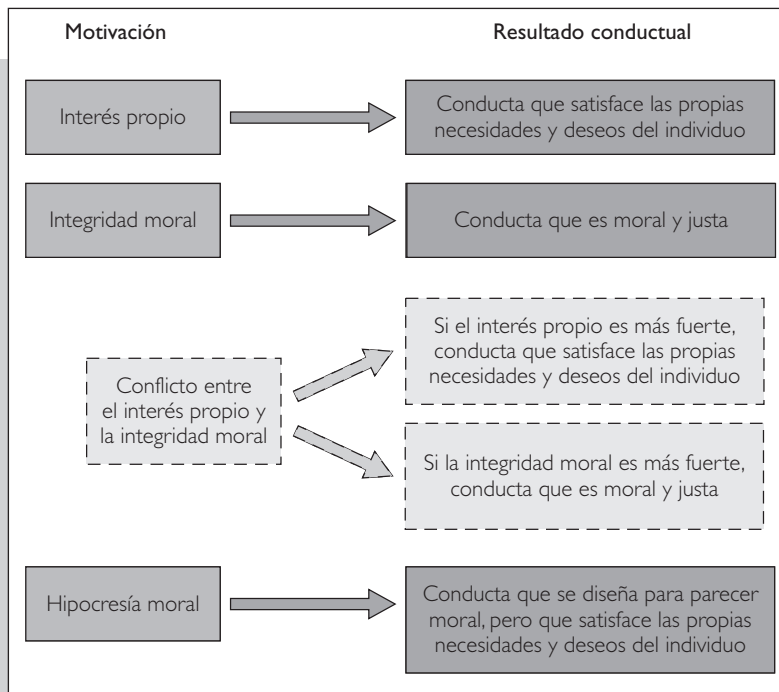 Motivación
Resultado conductual
Interés propio
Conducta que satisface las propias
necesidades y deseos del individuo
Integridad moral
Conducta que es moral y justa
Conflicto entre
el interés propio y
la integridad moral
Si el interés propio es más fuerte,
conducta que satisface las propias
necesidades y deseos del individuo
Si la integridad moral es más fuerte,
conducta que es moral y justa
Hipocresía moral
Conducta que se diseña para parecer
moral, pero que satisface las propias
necesidades y deseos del individuo